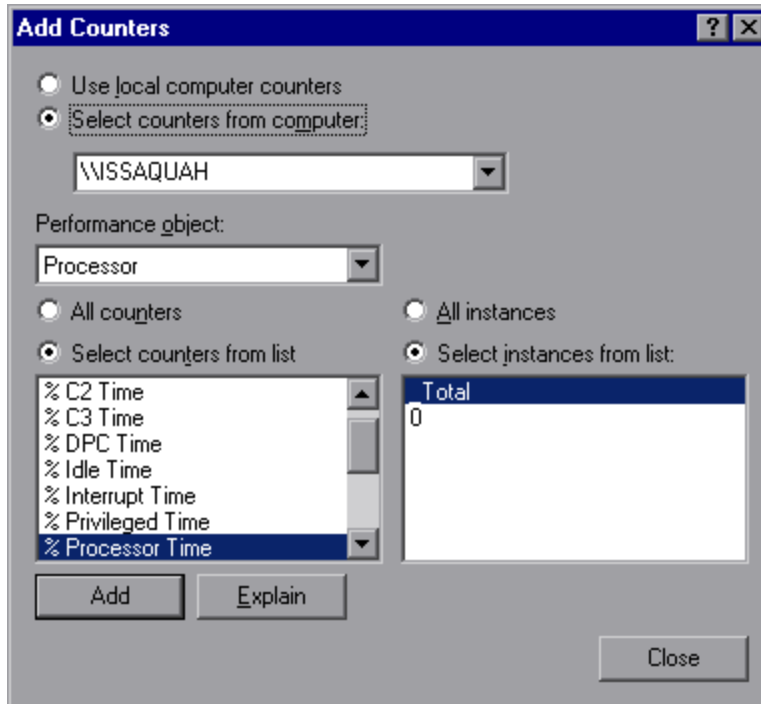 Add Counters
Use local computer counters
Select counters from computer:
\\ISSAQUAH
Performance object:
Processor
All counters
All instances
Select counters from list
Select instances from list:
% C2 Time
% C3 Time
% DPC Time
% Idle Time
% Interrupt Time
% Privileged Time
% Processor Time
_Total
0
Add
Explain
Close